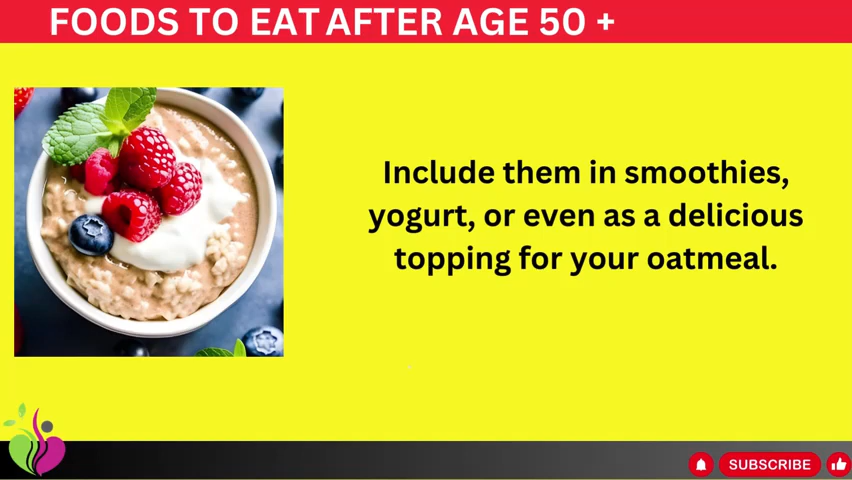 FOODS TO EAT AFTER AGE 50 +
Include them in smoothies,
yogurt, or even as a delicious
topping for your oatmeal.
SUBSCRIBE